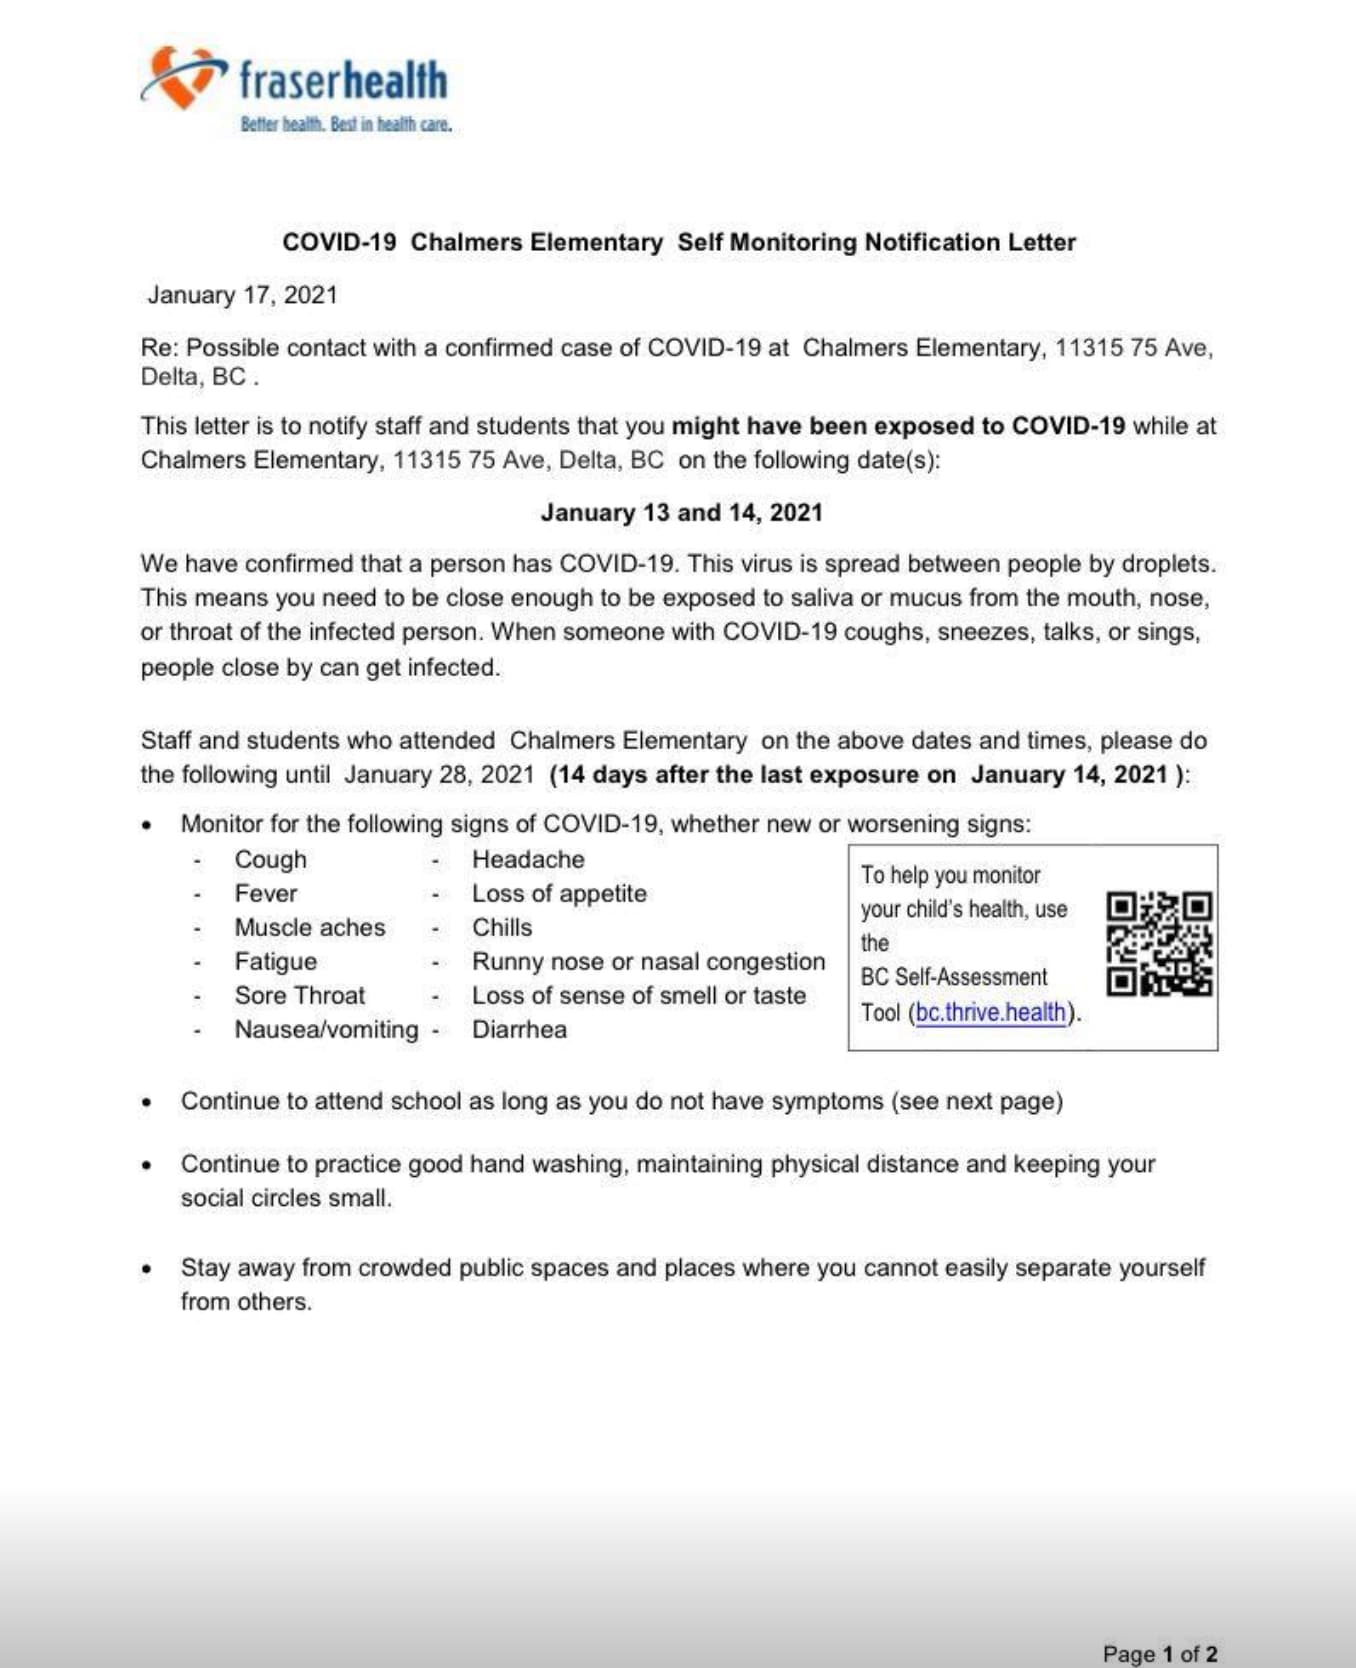 fraserhealth
Better health. Best in health care.
COVID-19 Chalmers Elementary Self Monitoring Notification Letter
January 17, 2021
Re: Possible contact with a confirmed case of COVID-19 at Chalmers Elementary, 11315 75 Ave,
Delta, BC .
This letter is to notify staff and students that you might have been exposed to COVID-19 while at
Chalmers Elementary, 11315 75 Ave, Delta, BC on the following date(s):
January 13 and 14, 2021
We have confirmed that a person has COVID-19. This virus is spread between people by droplets.
This means you need to be close enough to be exposed to saliva or mucus from the mouth, nose,
or throat of the infected person. When someone with COVID-19 coughs, sneezes, talks, or sings,
people close by can get infected.
Staff and students who attended Chalmers Elementary on the above dates and times, please do
the following until January 28, 2021 (14 days after the last exposure on January 14, 2021 ):
• Monitor for the following signs of COVID-19, whether new or worsening signs:
- Cough - Headache
- Fever - Loss of appetite
- Muscle aches - Chills
- Fatigue - Runny nose or nasal congestion
- Sore Throat - Loss of sense of smell or taste
- Nausea/vomiting - Diarrhea
To help you monitor
your child's health, use
the
BC Self-Assessment
Tool (bc.thrive.health).
• Continue to attend school as long as you do not have symptoms (see next page)
• Continue to practice good hand washing, maintaining physical distance and keeping your
social circles small.
• Stay away from crowded public spaces and places where you cannot easily separate yourself
from others.
Page 1 of 2